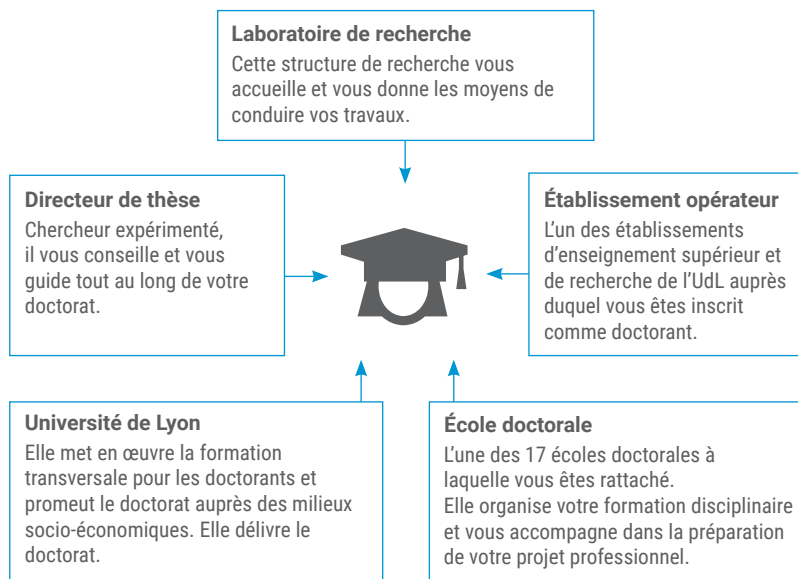 Laboratoire de recherche
Cette structure de recherche vous
accueille et vous donne les moyens de
conduire vos travaux.
Directeur de thèse
Chercheur expérimenté,
il vous conseille et vous
guide tout au long de votre
doctorat.
Établissement opérateur
L'un des établissements
d'enseignement supérieur et
de recherche de l'UdL auprès
duquel vous êtes inscrit
comme doctorant.
Université de Lyon
Elle met en œuvre la formation
transversale pour les doctorants et
promeut le doctorat auprès des milieux
socio-économiques. Elle délivre le
doctorat.
École doctorale
L'une des 17 écoles doctorales à
laquelle vous êtes rattaché.
Elle organise votre formation disciplinaire
et vous accompagne dans la préparation
de votre projet professionnel.